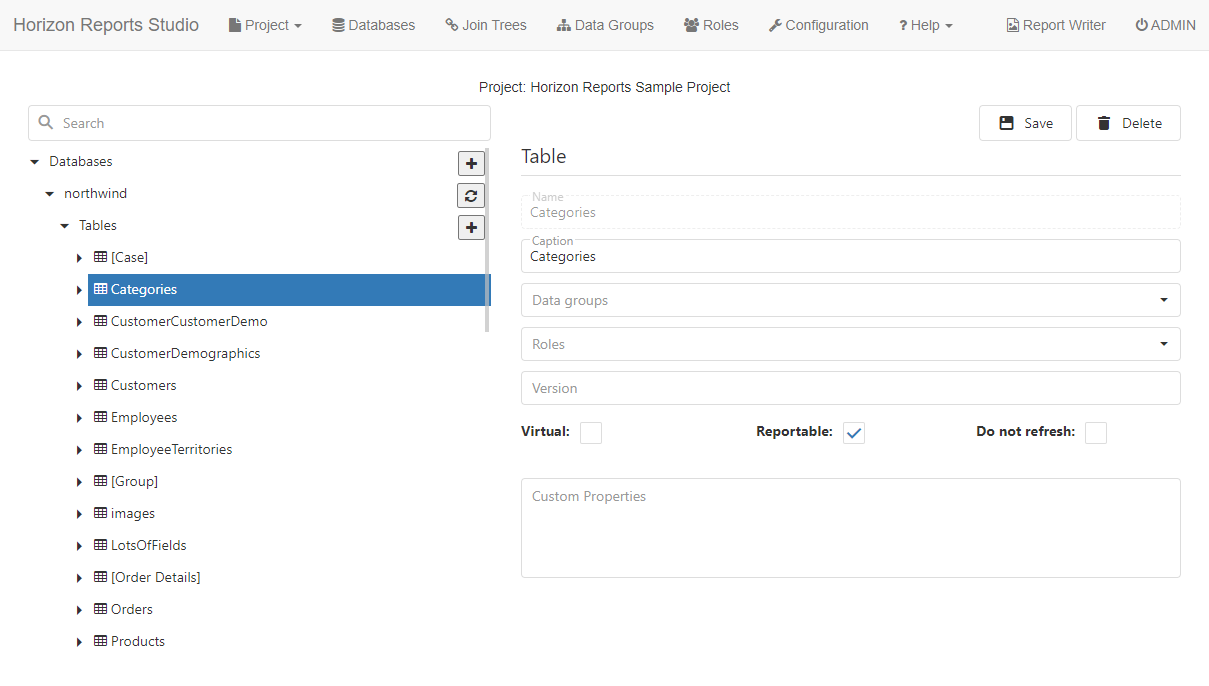 Horizon Reports Studio Project Databases Join Trees Data Groups Roles Configuration ? Help Report Writer ADMIN
Project: Horizon Reports Sample Project
Search
Save Delete
Databases
northwind
Tables
[Case]
Categories
CustomerCustomerDemo
CustomerDemographics
Customers
Employees
EmployeeTerritories
[Group]
images
LotsOfFields
[Order Details]
Orders
Products
Table
Name
Categories
Caption
Categories
Data groups
Roles
Version
Virtual: Reportable: Do not refresh:
Custom Properties